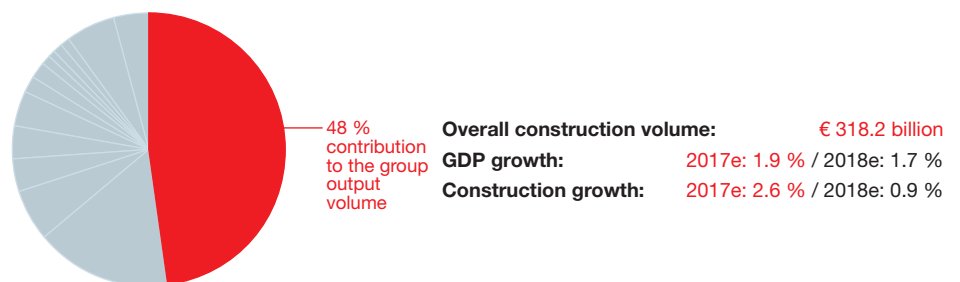 48 %
contribution
to the group
output
volume
Overall construction volume: € 318.2 billion
GDP growth: 2017e: 1.9 % / 2018e: 1.7 %
Construction growth: 2017e: 2.6 % / 2018e: 0.9 %